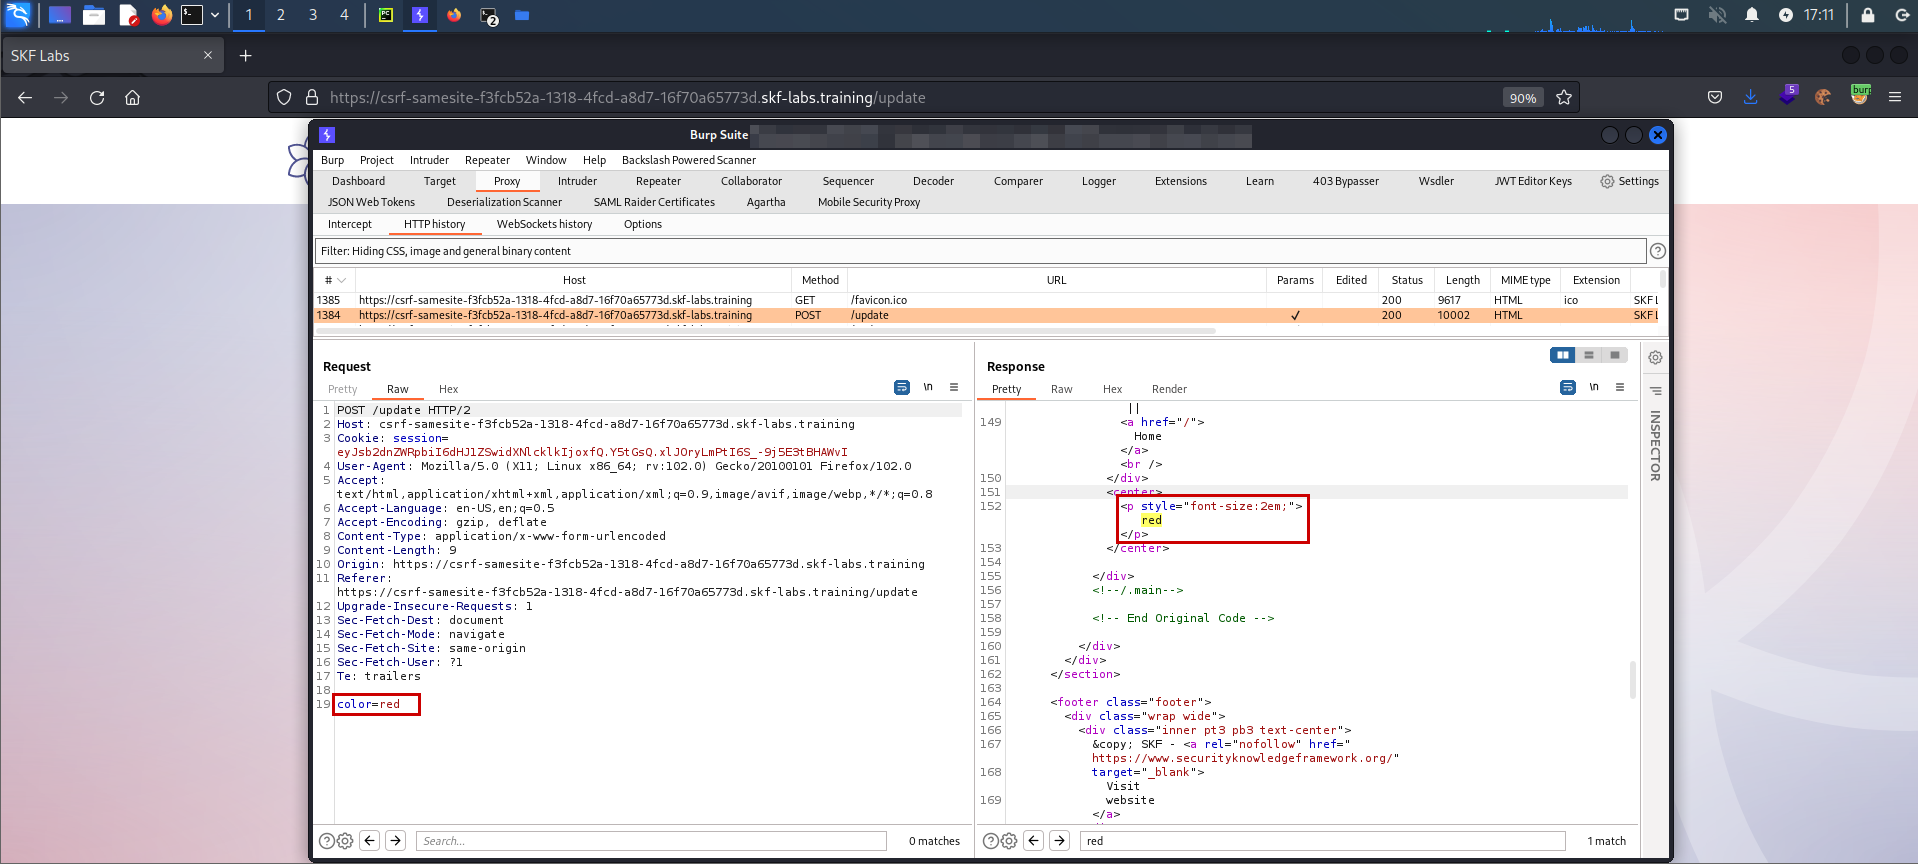 1 2 3 4
2
17:11
SKF Labs
https://csrf-samesite-f3fcb52a-1318-4fcd-a8d7-16f70a65773d.skf-labs.training/update
90%
5
burp
Burp Suite
Burp Project Intruder Repeater Window Help Backslash Powered Scanner
Dashboard Target Proxy Intruder Repeater Collaborator Sequencer Decoder Comparer Logger Extensions Learn 403 Bypasser Wsdler JWT Editor Keys Settings
JSON Web Tokens Deserialization Scanner SAML Raider Certificates Agartha Mobile Security Proxy
Intercept HTTP history WebSockets history Options
Filter: Hiding CSS, image and general binary content
# Host Method URL Params Edited Status Length MIME type Extension
1385 https://csrf-samesite-f3fcb52a-1318-4fcd-a8d7-16f70a65773d.skf-labs.training GET /favicon.ico 200 9617 HTML ico SKF L
1384 https://csrf-samesite-f3fcb52a-1318-4fcd-a8d7-16f70a65773d.skf-labs.training POST /update ✓ 200 10002 HTML SKF L
Request
Pretty Raw Hex
\n
1 POST /update HTTP/2
2 Host: csrf-samesite-f3fcb52a-1318-4fcd-a8d7-16f70a65773d.skf-labs.training
3 Cookie: session=
eyJsb2dnZWRpbiI6dHJ1ZSwidXNlcklkIjoxfQ.Y5tGsQ.xlJOryLmPtI6S_-9j5E3tBHAWvI
4 User-Agent: Mozilla/5.0 (X11; Linux x86_64; rv:102.0) Gecko/20100101 Firefox/102.0
5 Accept:
text/html,application/xhtml+xml,application/xml;q=0.9,image/avif,image/webp,*/*;q=0.8
6 Accept-Language: en-US,en;q=0.5
7 Accept-Encoding: gzip, deflate
8 Content-Type: application/x-www-form-urlencoded
9 Content-Length: 9
10 Origin: https://csrf-samesite-f3fcb52a-1318-4fcd-a8d7-16f70a65773d.skf-labs.training
11 Referer:
https://csrf-samesite-f3fcb52a-1318-4fcd-a8d7-16f70a65773d.skf-labs.training/update
12 Upgrade-Insecure-Requests: 1
13 Sec-Fetch-Dest: document
14 Sec-Fetch-Mode: navigate
15 Sec-Fetch-Site: same-origin
16 Sec-Fetch-User: ?1
17 Te: trailers
18
19 color=red
Search...
0 matches
Response
Pretty Raw Hex Render
\n
||
149 <a href="/">
Home
</a>
<br />
150 </div>
151 <center>
152 <p style="font-size:2em;">
red
</p>
153 </center>
154
155 </div>
156 <!--/.main-->
157
158 <!-- End Original Code -->
159
160 </div>
161 </div>
162 </section>
163
164 <footer class="footer">
165 <div class="wrap wide">
166 <div class="inner pt3 pb3 text-center">
167 &copy; SKF - <a rel="nofollow" href="
https://www.securityknowledgeframework.org/"
168 target="_blank">
Visit
169 website
</a>
red
1 match
INSPECTOR